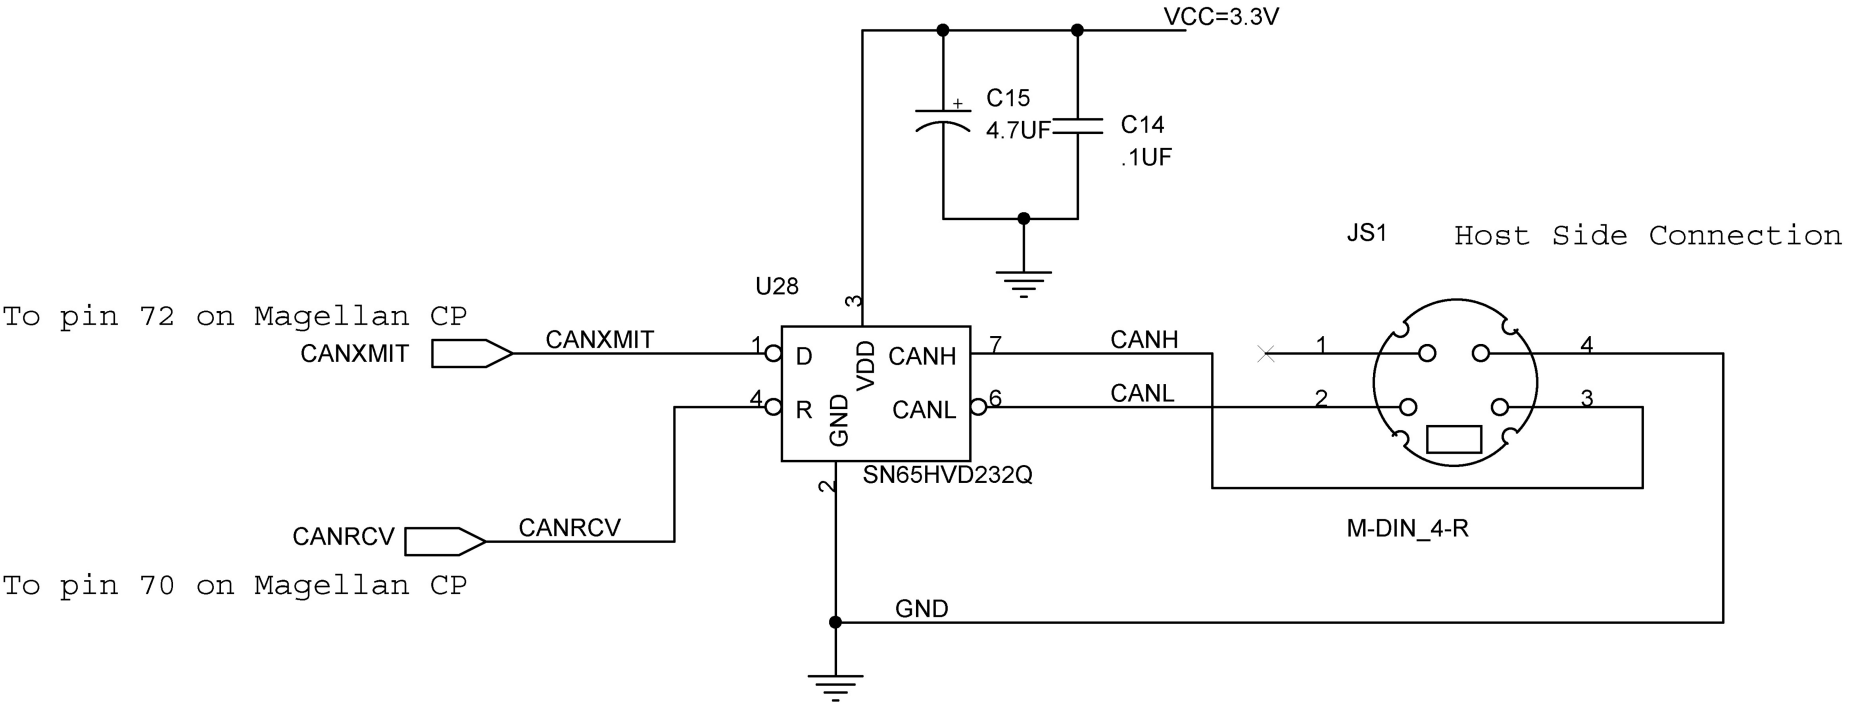 VCC=3.3V
+
C15
4.7UF
C14
.1UF
JS1
Host Side Connection
U28
3
To pin 72 on Magellan CP
CANXMIT
CANXMIT
1
D
VDD
CANH
7
CANH
1
4
4
R
GND
CANL
6
CANL
2
3
SN65HVD232Q
2
CANRCV
CANRCV
M-DIN_4-R
To pin 70 on Magellan CP
GND